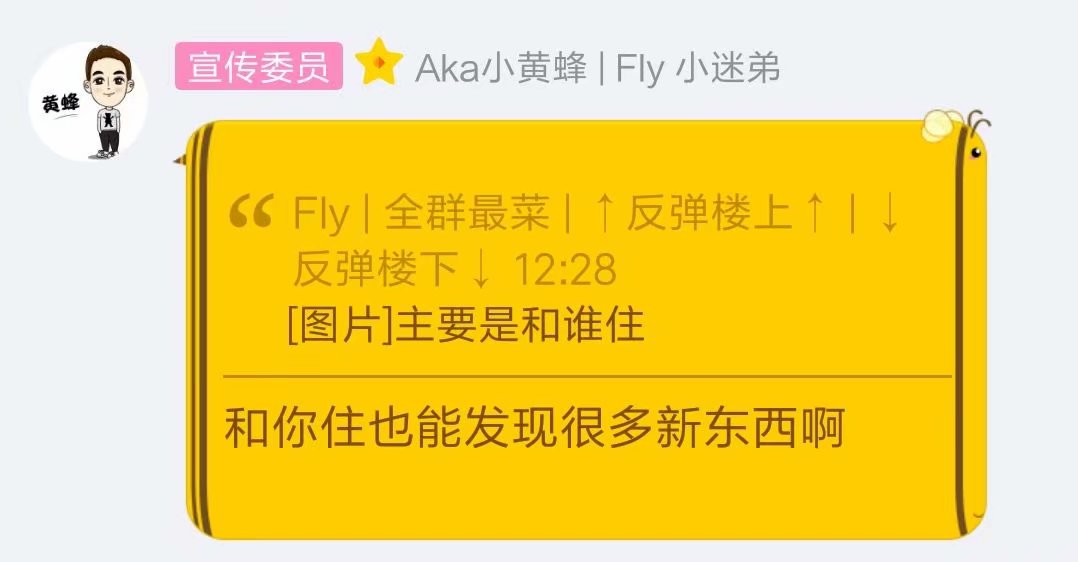 黄蜂
宣传委员 Aka小黄蜂 | Fly 小迷弟
“ Fly | 全群最菜 | ↑反弹楼上↑ | ↓
反弹楼下↓ 12:28
[图片]主要是和谁住
和你住也能发现很多新东西啊